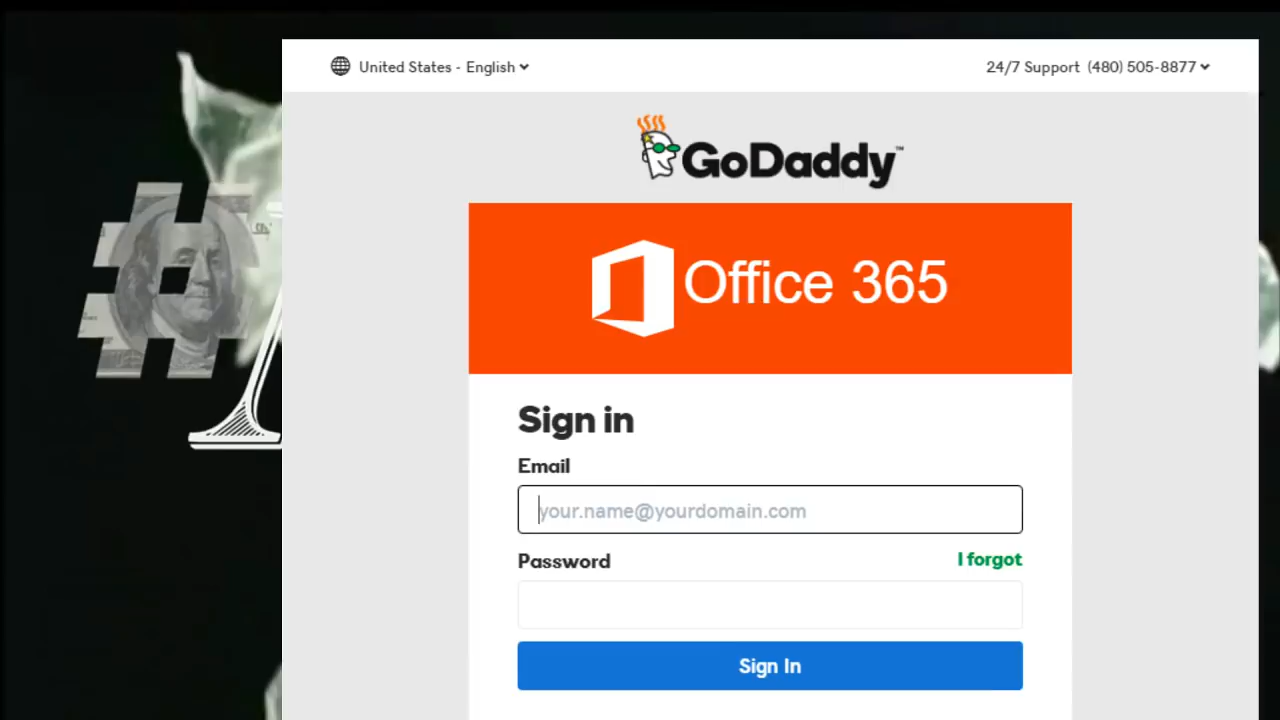 United States - English
24/7 Support (480) 505-8877
GoDaddy™
Office 365
Sign in
Email
your.name@yourdomain.com
Password
I forgot
Sign In
#